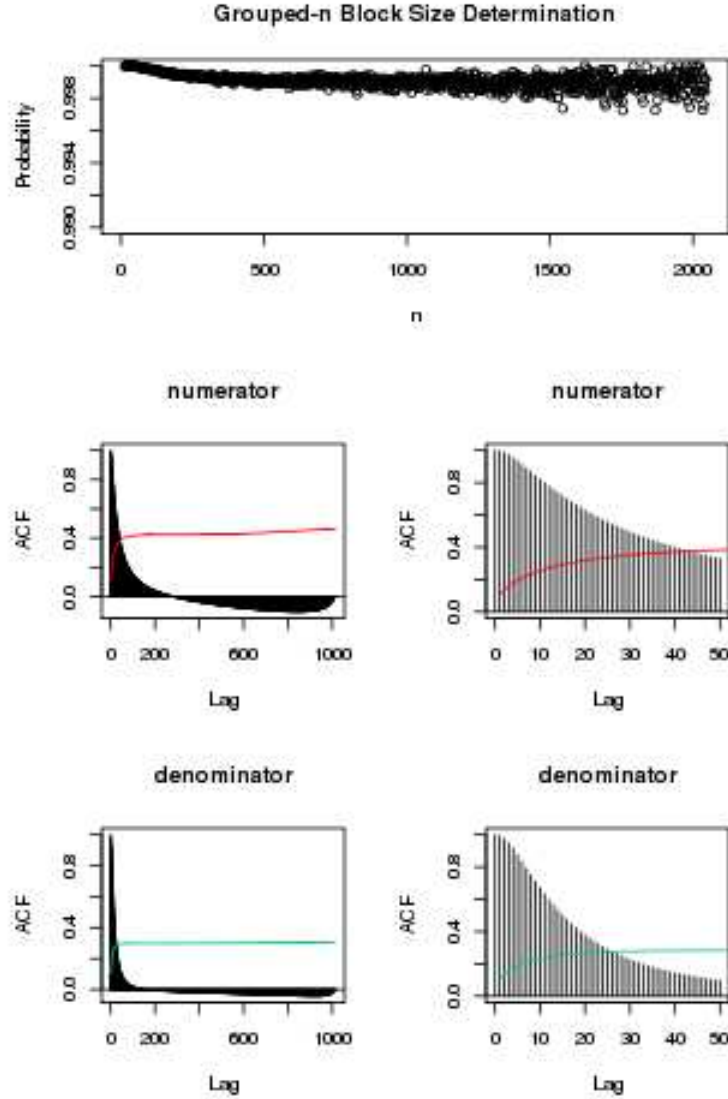 Grouped-n Block Size Determination
Probability
0.998
0.994
0.990
0 500 1000 1500 2000
n
numerator
ACF
0.8
0.4
0.0
0 200 600 1000
Lag
numerator
ACF
0.8
0.4
0.0
0 10 20 30 40 50
Lag
denominator
ACF
0.8
0.4
0.0
0 200 600 1000
Lag
denominator
ACF
0.8
0.4
0.0
0 10 20 30 40 50
Lag